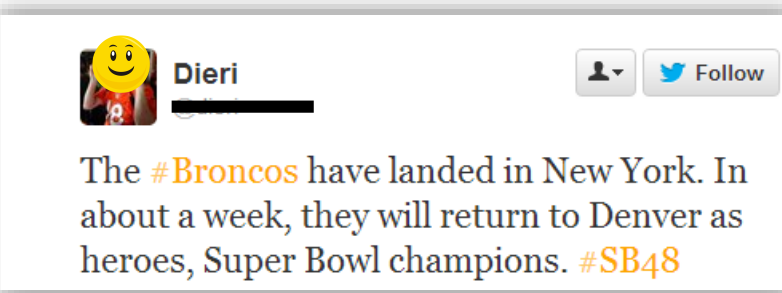 Dieri
Follow
The #Broncos have landed in New York. In
about a week, they will return to Denver as
heroes, Super Bowl champions. #SB48